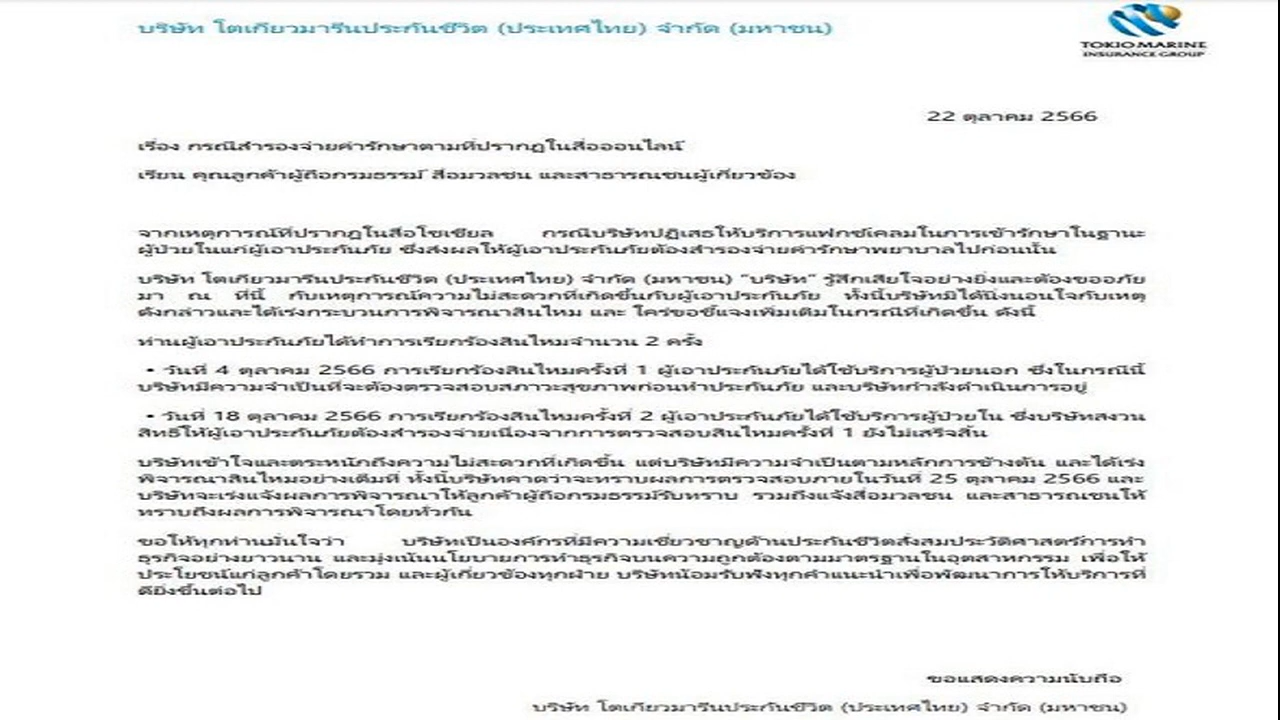 บริษัท โตเกียวมารีนประกันชีวิต (ประเทศไทย) จำกัด (มหาชน)
TOKIO MARINE
INSURANCE GROUP
22 ตุลาคม 2566
เรื่อง กรณีสำรองจ่ายค่ารักษาตามที่ปรากฏในสื่อออนไลน์
เรียน คุณลูกค้าผู้ถือกรมธรรม์ สื่อมวลชน และสาธารณชนผู้เกี่ยวข้อง
จากเหตุการณ์ที่ปรากฏในสื่อโซเชียล กรณีบริษัทปฏิเสธให้บริการแฟกซ์เคลมในการเข้ารักษาในฐานะ
ผู้ป่วยในแก่ผู้เอาประกันภัย ซึ่งส่งผลให้ผู้เอาประกันภัยต้องสำรองจ่ายค่ารักษาพยาบาลไปก่อนนั้น
บริษัท โตเกียวมารีนประกันชีวิต (ประเทศไทย) จำกัด (มหาชน) "บริษัท" รู้สึกเสียใจอย่างยิ่งและต้องขออภัย
มา ณ ที่นี้ กับเหตุการณ์ความไม่สะดวกที่เกิดขึ้นกับผู้เอาประกันภัย ทั้งนี้บริษัทมิได้นิ่งนอนใจกับเหตุ
ดังกล่าวและได้เร่งกระบวนการพิจารณาสินไหม และ ใคร่ขอชี้แจงเพิ่มเติมในกรณีที่เกิดขึ้น ดังนี้
ท่านผู้เอาประกันภัยได้ทำการเรียกร้องสินไหมจำนวน 2 ครั้ง
• วันที่ 4 ตุลาคม 2566 การเรียกร้องสินไหมครั้งที่ 1 ผู้เอาประกันภัยได้ใช้บริการผู้ป่วยนอก ซึ่งในกรณีนี้
บริษัทมีความจำเป็นที่จะต้องตรวจสอบสภาวะสุขภาพก่อนทำประกันภัย และบริษัทกำลังดำเนินการอยู่
• วันที่ 18 ตุลาคม 2566 การเรียกร้องสินไหมครั้งที่ 2 ผู้เอาประกันภัยได้ใช้บริการผู้ป่วยใน ซึ่งบริษัทสงวน
สิทธิให้ผู้เอาประกันภัยต้องสำรองจ่ายเนื่องจากการตรวจสอบสินไหมครั้งที่ 1 ยังไม่เสร็จสิ้น
บริษัทเข้าใจและตระหนักถึงความไม่สะดวกที่เกิดขึ้น แต่บริษัทมีความจำเป็นตามหลักการข้างต้น และได้เร่ง
พิจารณาสินไหมอย่างเต็มที่ ทั้งนี้บริษัทคาดว่าจะทราบผลการตรวจสอบภายในวันที่ 25 ตุลาคม 2566 และ
บริษัทจะเร่งแจ้งผลการพิจารณาให้ลูกค้าผู้ถือกรมธรรม์รับทราบ รวมถึงแจ้งสื่อมวลชน และสาธารณชนให้
ทราบถึงผลการพิจารณาโดยทั่วกัน
ขอให้ทุกท่านมั่นใจว่า บริษัทเป็นองค์กรที่มีความเชี่ยวชาญด้านประกันชีวิตสั่งสมประวัติศาสตร์การทำ
ธุรกิจอย่างยาวนาน และมุ่งเน้นนโยบายการทำธุรกิจบนความถูกต้องตามมาตรฐานในอุตสาหกรรม เพื่อให้
ประโยชน์แก่ลูกค้าโดยรวม และผู้เกี่ยวข้องทุกฝ่าย บริษัทน้อมรับฟังทุกคำแนะนำเพื่อพัฒนาการให้บริการที่
ดียิ่งขึ้นต่อไป
ขอแสดงความนับถือ
บริษัท โตเกียวมารีนประกันชีวิต (ประเทศไทย) จำกัด (มหาชน)